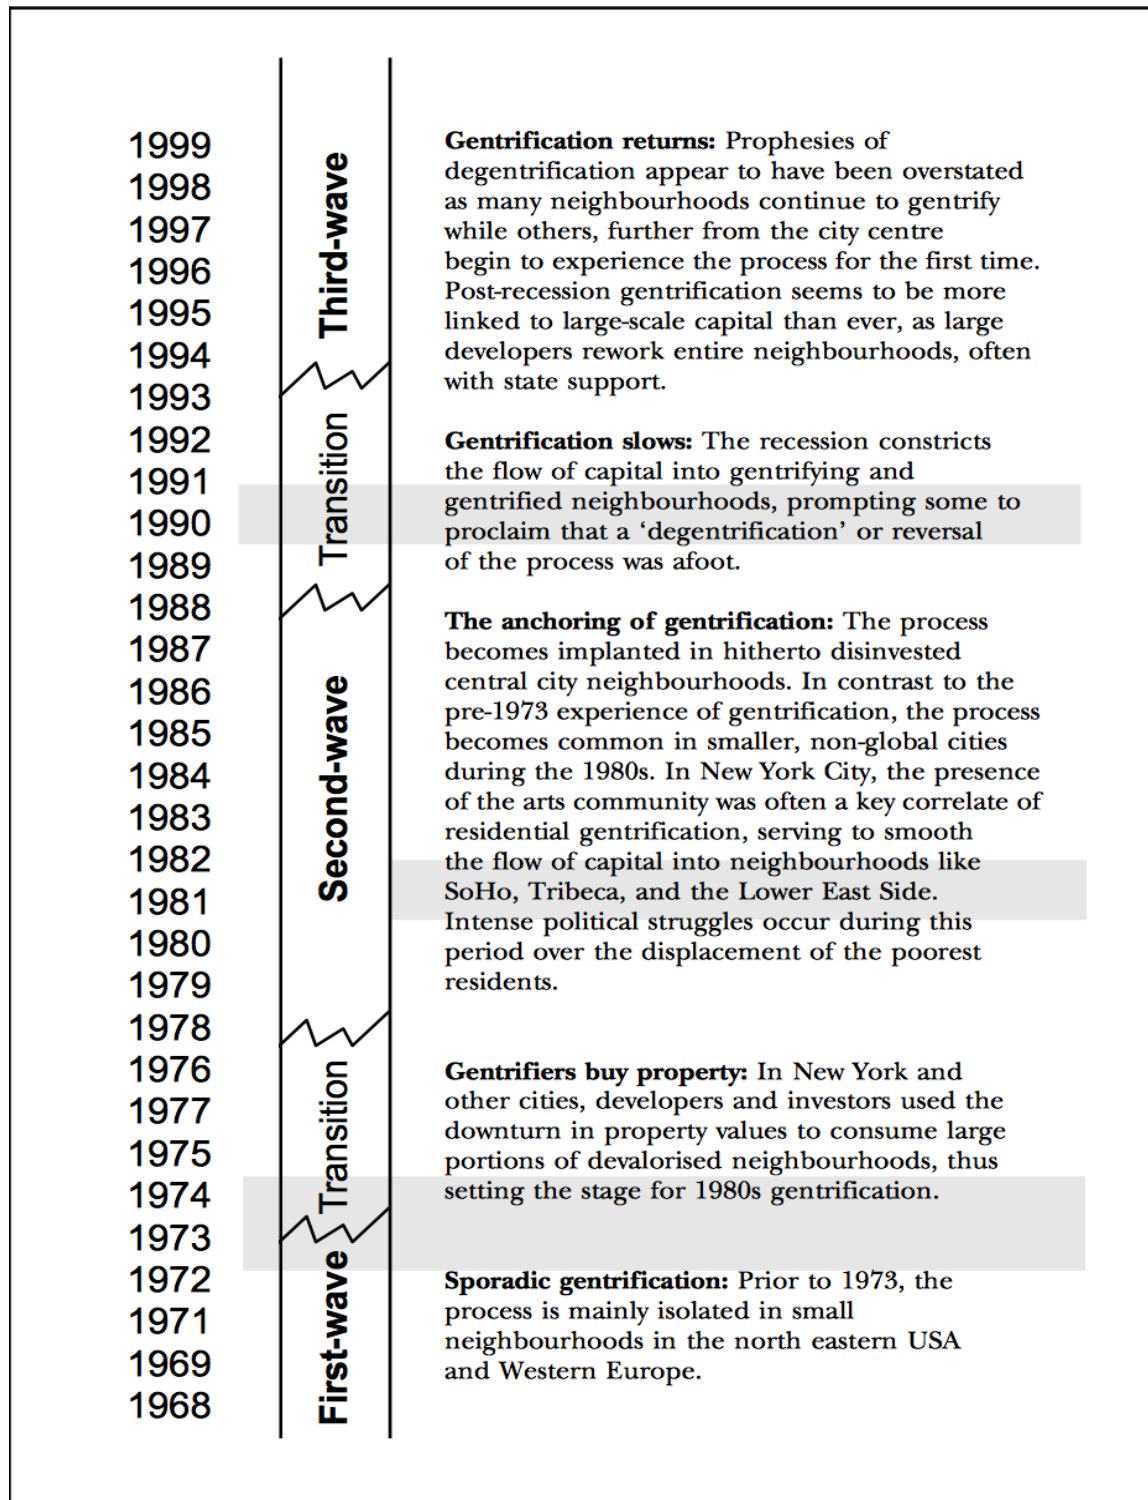 1999
1998
1997
1996
1995
1994
1993
1992
1991
1990
1989
1988
1987
1986
1985
1984
1983
1982
1981
1980
1979
1978
1976
1977
1975
1974
1973
1972
1971
1969
1968
Third-wave
Transition
Second-wave
Transition
First-wave
Gentrification returns: Prophesies of
degentrification appear to have been overstated
as many neighbourhoods continue to gentrify
while others, further from the city centre
begin to experience the process for the first time.
Post-recession gentrification seems to be more
linked to large-scale capital than ever, as large
developers rework entire neighbourhoods, often
with state support.
Gentrification slows: The recession constricts
the flow of capital into gentrifying and
gentrified neighbourhoods, prompting some to
proclaim that a ‘degentrification’ or reversal
of the process was afoot.
The anchoring of gentrification: The process
becomes implanted in hitherto disinvested
central city neighbourhoods. In contrast to the
pre-1973 experience of gentrification, the process
becomes common in smaller, non-global cities
during the 1980s. In New York City, the presence
of the arts community was often a key correlate of
residential gentrification, serving to smooth
the flow of capital into neighbourhoods like
SoHo, Tribeca, and the Lower East Side.
Intense political struggles occur during this
period over the displacement of the poorest
residents.
Gentrifiers buy property: In New York and
other cities, developers and investors used the
downturn in property values to consume large
portions of devalorised neighbourhoods, thus
setting the stage for 1980s gentrification.
Sporadic gentrification: Prior to 1973, the
process is mainly isolated in small
neighbourhoods in the north eastern USA
and Western Europe.